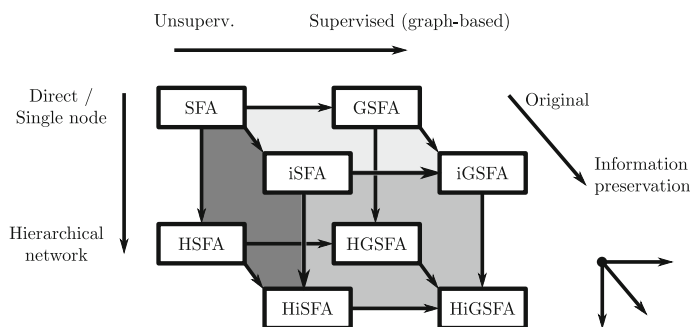 Unsuperv.
Supervised (graph-based)
Direct /
Single node
Original
SFA
GSFA
iSFA
iGSFA
Information
preservation
Hierarchical
network
HSFA
HGSFA
HiSFA
HiGSFA